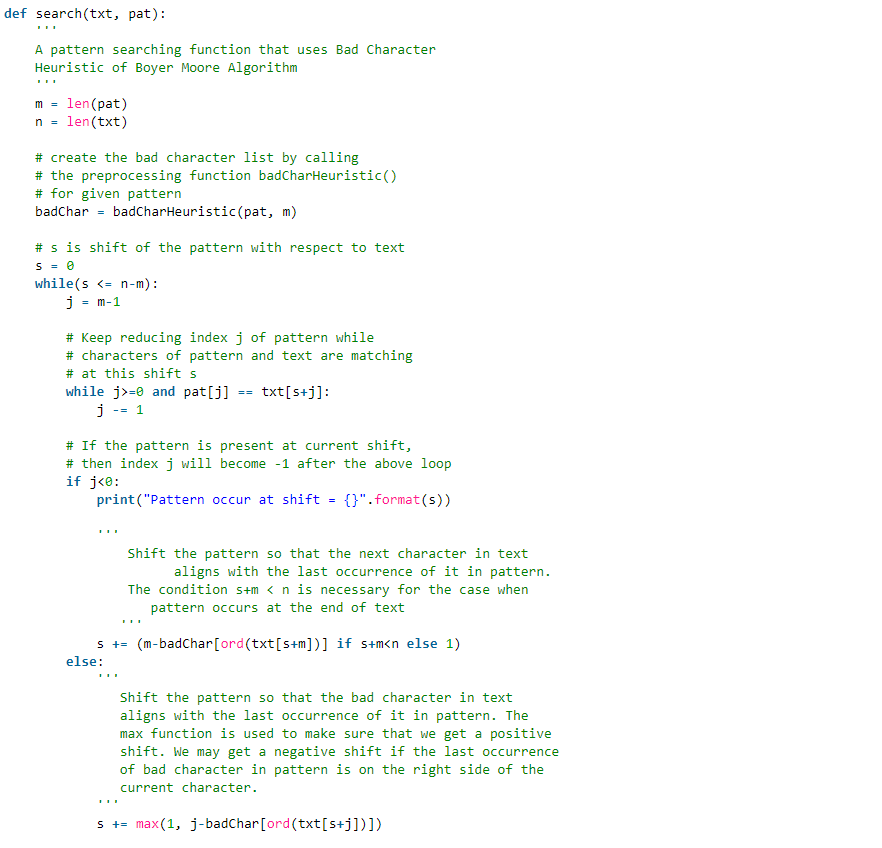 def search(txt, pat):
    '''
    A pattern searching function that uses Bad Character
    Heuristic of Boyer Moore Algorithm
    '''
    m = len(pat)
    n = len(txt)

    # create the bad character list by calling
    # the preprocessing function badCharHeuristic()
    # for given pattern
    badChar = badCharHeuristic(pat, m)

    # s is shift of the pattern with respect to text
    s = 0
    while(s <= n-m):
        j = m-1

        # Keep reducing index j of pattern while
        # characters of pattern and text are matching
        # at this shift s
        while j>=0 and pat[j] == txt[s+j]:
            j -= 1

        # If the pattern is present at current shift,
        # then index j will become -1 after the above loop
        if j<0:
            print("Pattern occur at shift = {}".format(s))

            '''
                Shift the pattern so that the next character in text
                      aligns with the last occurrence of it in pattern.
                The condition s+m < n is necessary for the case when
                   pattern occurs at the end of text
               '''
            s += (m-badChar[ord(txt[s+m])] if s+m<n else 1)
        else:
            '''
               Shift the pattern so that the bad character in text
               aligns with the last occurrence of it in pattern. The
               max function is used to make sure that we get a positive
               shift. We may get a negative shift if the last occurrence
               of bad character in pattern is on the right side of the
               current character.
            '''
            s += max(1, j-badChar[ord(txt[s+j])])